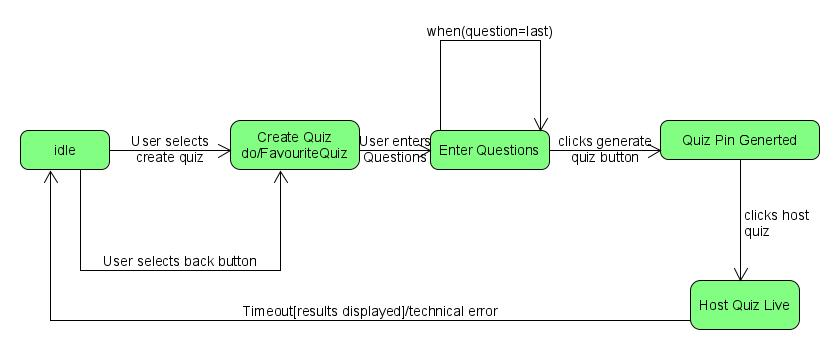 when(question=last)
User selects
create quiz
Create Quiz
do/FavouriteQuiz
User enters
Questions
clicks generate
quiz button
Quiz Pin Generted
idle
Enter Questions
clicks host
quiz
User selects back button
Timeout[results displayed]/technical error
Host Quiz Live